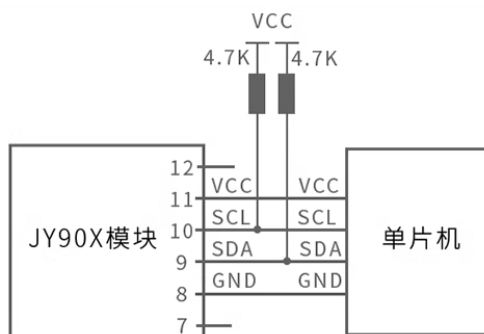 VCC
4.7K 4.7K
12
11 VCC VCC
10 SCL SCL
JY90X模块 单片机
9 SDA SDA
8 GND GND
7